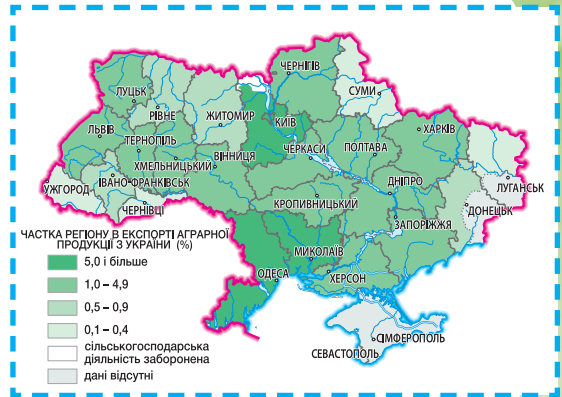 ЧЕРНІГІВ
ЛУЦЬК
РІВНЕ
СУМИ
ЖИТОМИР
КИЇВ
ЛЬВІВ
ТЕРНОПІЛЬ
ХМЕЛЬНИЦЬКИЙ
ВІННИЦЯ
ЧЕРКАСИ
ПОЛТАВА
ХАРКІВ
УЖГОРОД
ІВАНО-ФРАНКІВСЬК
ЧЕРНІВЦІ
КРОПИВНИЦЬКИЙ
ДНІПРО
ЛУГАНСЬК
ДОНЕЦЬК
ЗАПОРІЖЖЯ
МИКОЛАЇВ
ОДЕСА
ХЕРСОН
СІМФЕРОПОЛЬ
СЕВАСТОПОЛЬ
ЧАСТКА РЕГІОНУ В ЕКСПОРТІ АГРАРНОЇ
ПРОДУКЦІЇ З УКРАЇНИ (%)
5,0 і більше
1,0 – 4,9
0,5 – 0,9
0,1 – 0,4
сільськогосподарська
діяльність заборонена
дані відсутні